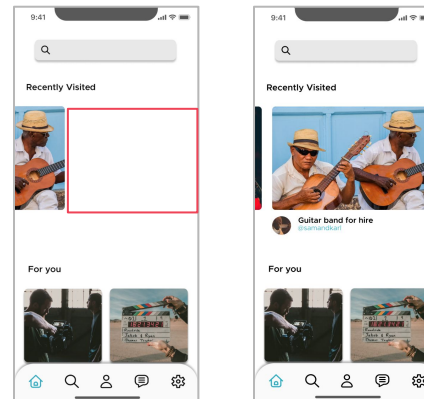 9:41
Recently Visited
For you
9:41
Recently Visited
Guitar band for hire
@samandkarl
For you